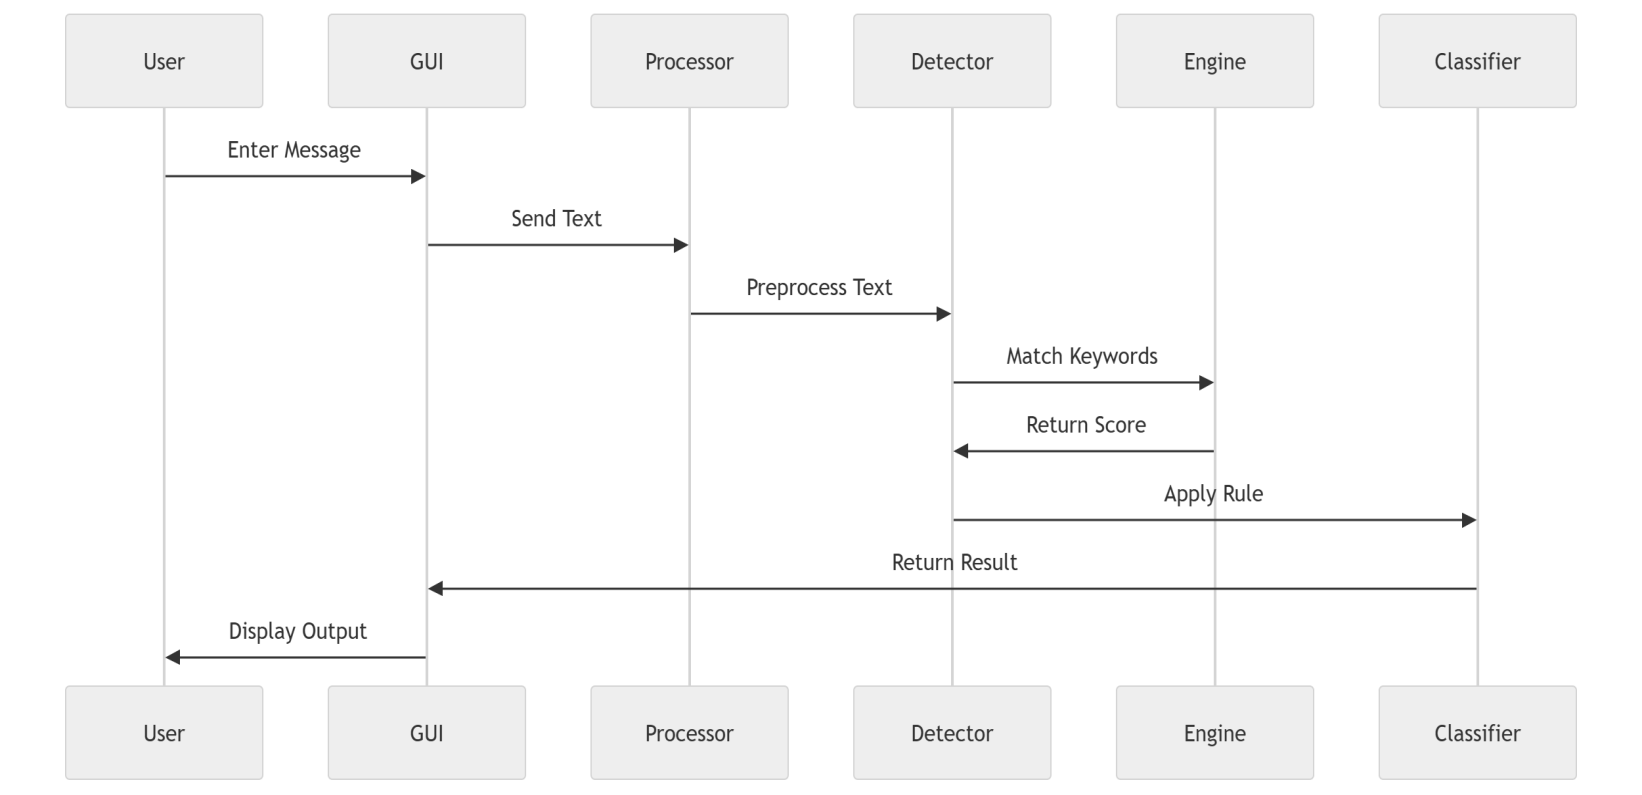 User
GUI
Processor
Detector
Engine
Classifier
Enter Message
Send Text
Preprocess Text
Match Keywords
Return Score
Apply Rule
Return Result
Display Output
User
GUI
Processor
Detector
Engine
Classifier